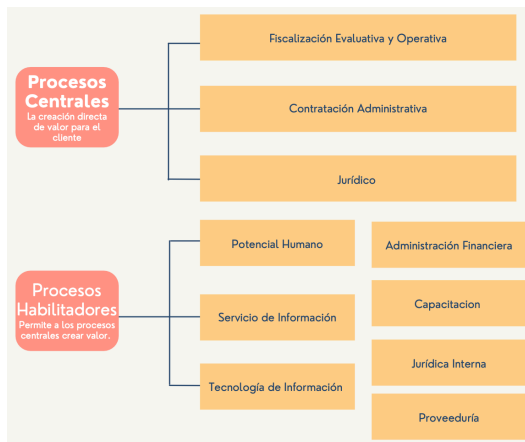 Procesos
Centrales
La creación directa
de valor para el
cliente
Fiscalización Evaluativa y Operativa
Contratación Administrativa
Jurídico
Procesos
Habilitadores
Permite a los procesos
centrales crear valor.
Potencial Humano
Servicio de Información
Tecnología de Información
Administración Financiera
Capacitacion
Jurídica Interna
Proveeduría